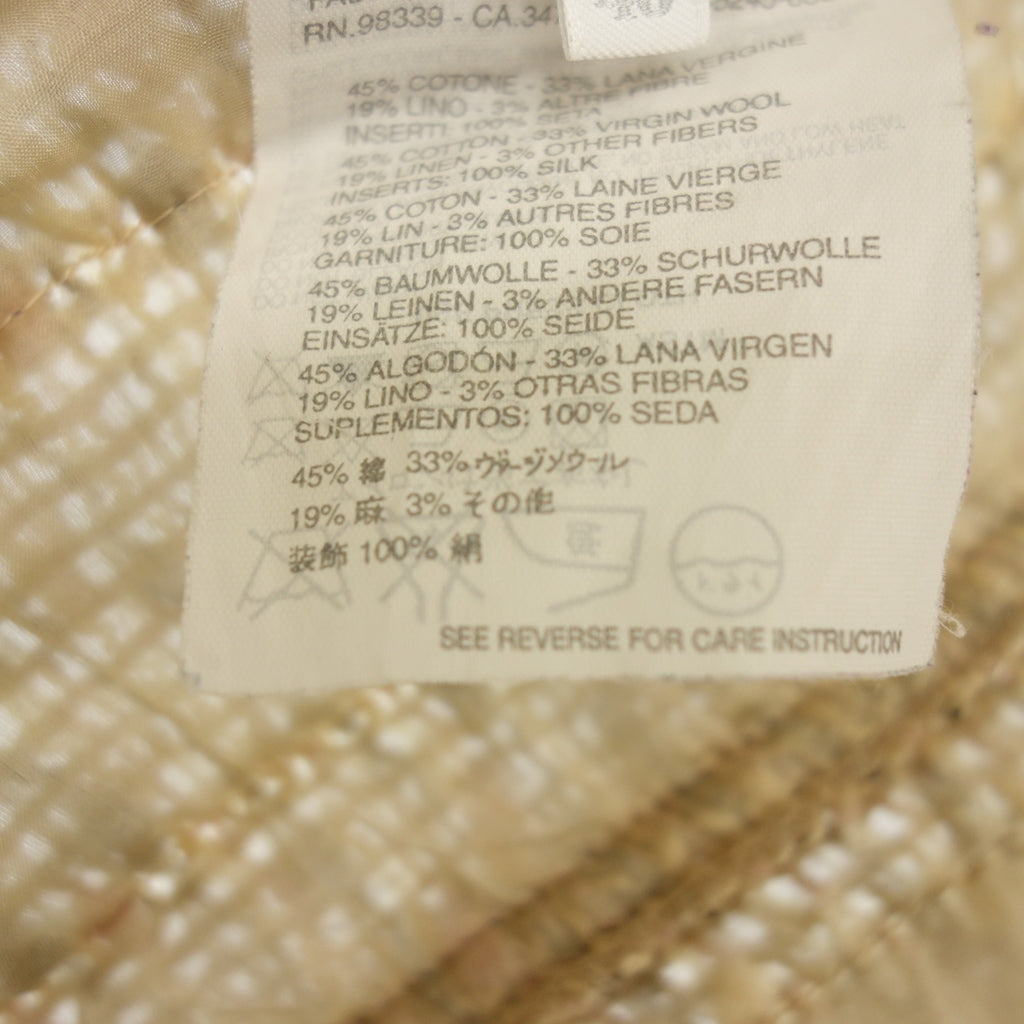 RN.98339 - CA.34
45% COTONE - 33% LANA VERGINE
19% LINO - 3% ALTRE FIBRE
INSERTI: 100% SETA
45% COTTON - 33% VIRGIN WOOL
19% LINEN - 3% OTHER FIBERS
INSERTS: 100% SILK
45% COTON - 33% LAINE VIERGE
19% LIN - 3% AUTRES FIBRES
GARNITURE: 100% SOIE
45% BAUMWOLLE - 33% SCHURWOLLE
19% LEINEN - 3% ANDERE FASERN
EINSÄTZE: 100% SEIDE
45% ALGODÓN - 33% LANA VIRGEN
19% LINO - 3% OTRAS FIBRAS
SUPLEMENTOS: 100% SEDA
45% 綿 33% ヴァージンウール
19% 麻 3% その他
装飾 100% 絹
SEE REVERSE FOR CARE INSTRUCTION